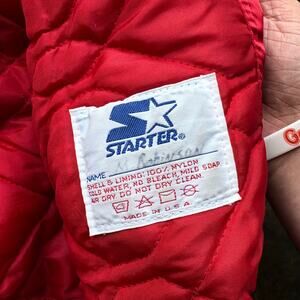 STARTER®
NAME Robinson
SHELL & LINING: 100% NYLON
COLD WATER, NO BLEACH, MILD SOAP
AIR DRY DO NOT DRY CLEAN.
MADE IN U.S.A.